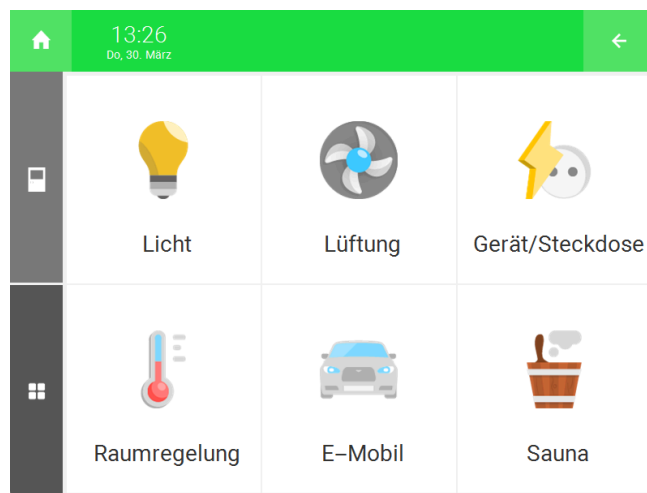 13:26
Do, 30. März
Licht
Lüftung
Gerät/Steckdose
Raumregelung
E–Mobil
Sauna